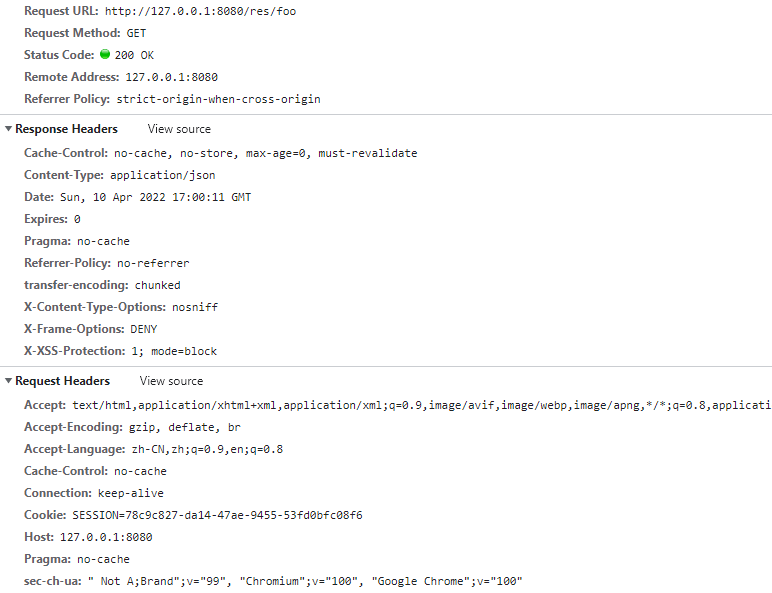 Request URL: http://127.0.0.1:8080/res/foo
Request Method: GET
Status Code: 200 OK
Remote Address: 127.0.0.1:8080
Referrer Policy: strict-origin-when-cross-origin
Response Headers View source
Cache-Control: no-cache, no-store, max-age=0, must-revalidate
Content-Type: application/json
Date: Sun, 10 Apr 2022 17:00:11 GMT
Expires: 0
Pragma: no-cache
Referrer-Policy: no-referrer
transfer-encoding: chunked
X-Content-Type-Options: nosniff
X-Frame-Options: DENY
X-XSS-Protection: 1; mode=block
Request Headers View source
Accept: text/html,application/xhtml+xml,application/xml;q=0.9,image/avif,image/webp,image/apng,*/*;q=0.8,applicati
Accept-Encoding: gzip, deflate, br
Accept-Language: zh-CN,zh;q=0.9,en;q=0.8
Cache-Control: no-cache
Connection: keep-alive
Cookie: SESSION=78c9c827-da14-47ae-9455-53fd0bfc08f6
Host: 127.0.0.1:8080
Pragma: no-cache
sec-ch-ua: " Not A;Brand";v="99", "Chromium";v="100", "Google Chrome";v="100"